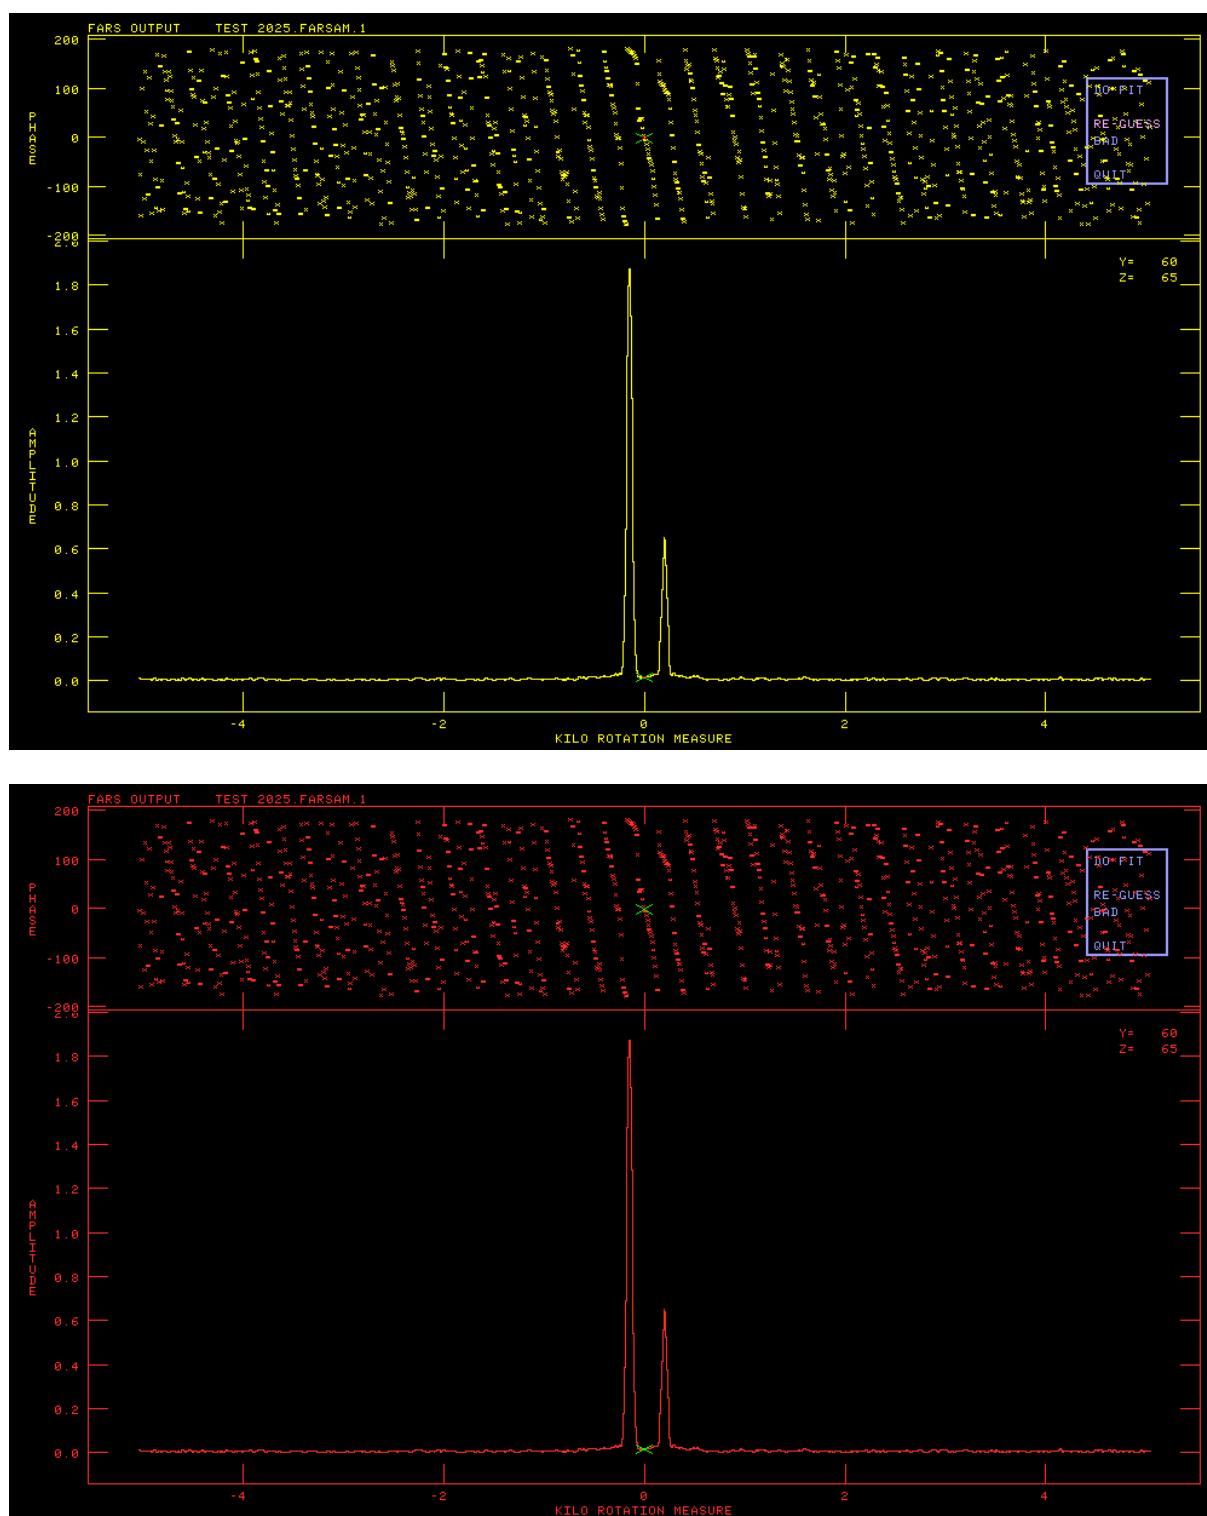 FARS OUTPUT TEST 2025.FARSAM.1
200
100
0
-100
-200
PHASE
DO FIT
RE-GUESS
BAD
QUIT
2.0
1.8
1.6
1.4
1.2
1.0
0.8
0.6
0.4
0.2
0.0
AMPLITUDE
Y= 60
Z= 65
-4 -2 0 2 4
KILO ROTATION MEASURE
FARS OUTPUT TEST 2025.FARSAM.1
200
100
0
-100
-200
PHASE
DO FIT
RE-GUESS
BAD
QUIT
2.0
1.8
1.6
1.4
1.2
1.0
0.8
0.6
0.4
0.2
0.0
AMPLITUDE
Y= 60
Z= 65
-4 -2 0 2 4
KILO ROTATION MEASURE